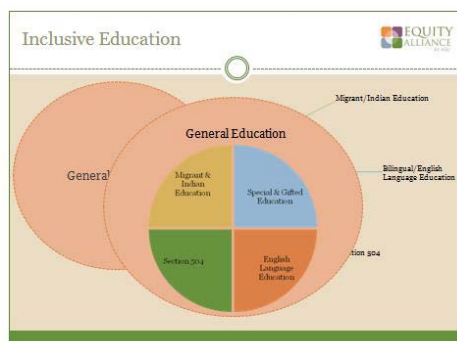 Inclusive Education
EQUITY
ALLIANCE
Migrant/Indian Education
General Education
General
Migrant &
Indian
Education
Special & Gifted
Education
Bilingual/English
Language Education
Section 504
tion 504
English
Language
Education